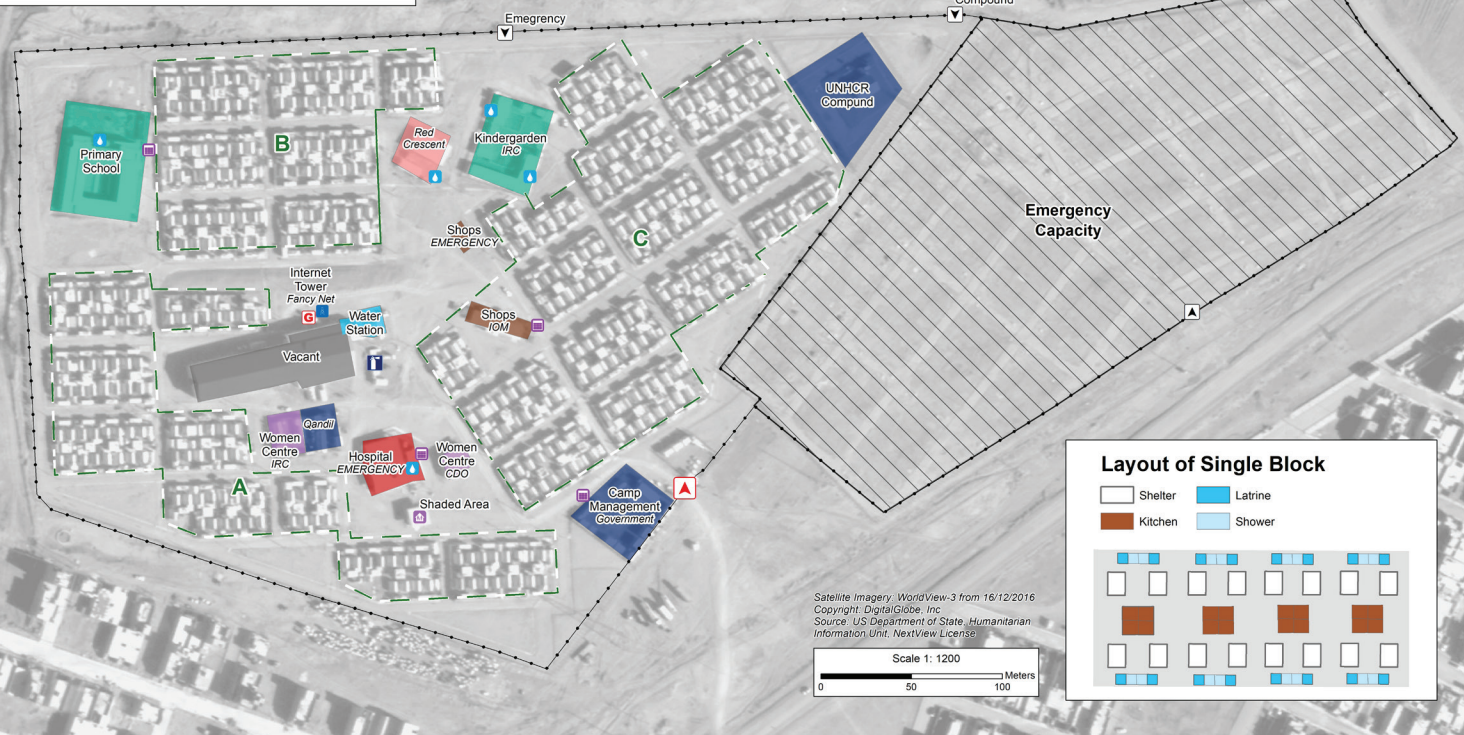 Compound
Emegrency
UNHCR
Compund
B
Red
Crescent
Kindergarden
IRC
Primary
School
Emergency
Capacity
Shops
EMERGENCY
C
Internet
Tower
Fancy Net
G
Water
Station
Shops
IOM
Vacant
Qandil
Women
Centre
IRC
Hospital
EMERGENCY
Women
Centre
CDO
A
Shaded Area
Camp
Management
Government
Layout of Single Block
Shelter
Latrine
Kitchen
Shower
Satellite Imagery: WorldView-3 from 16/12/2016
Copyright: DigitalGlobe, Inc
Source: US Department of State, Humanitarian
Information Unit, NextView License
Scale 1: 1200
Meters
0 50 100